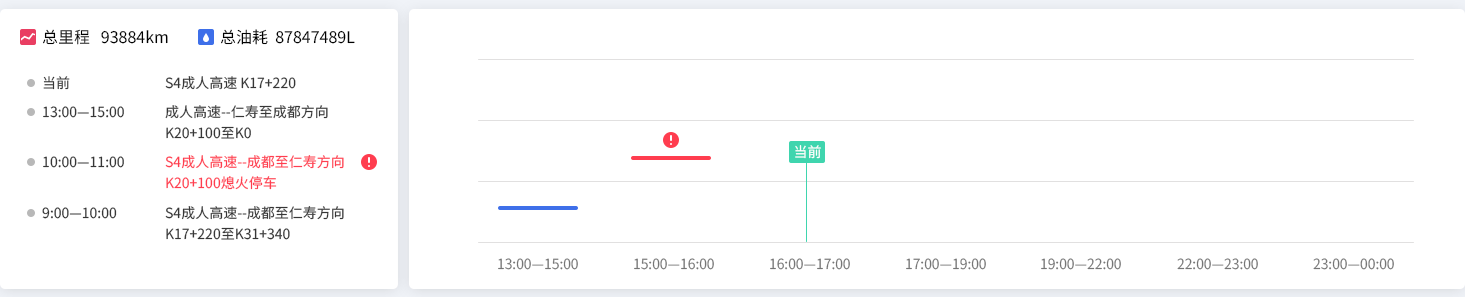 总里程 93884km 总油耗 87847489L
当前 S4成人高速 K17+220
13:00—15:00 成人高速--仁寿至成都方向
K20+100至K0
10:00—11:00 S4成人高速--成都至仁寿方向
K20+100熄火停车
9:00—10:00 S4成人高速--成都至仁寿方向
K17+220至K31+340
当前
13:00—15:00 15:00—16:00 16:00—17:00 17:00—19:00 19:00—22:00 22:00—23:00 23:00—00:00